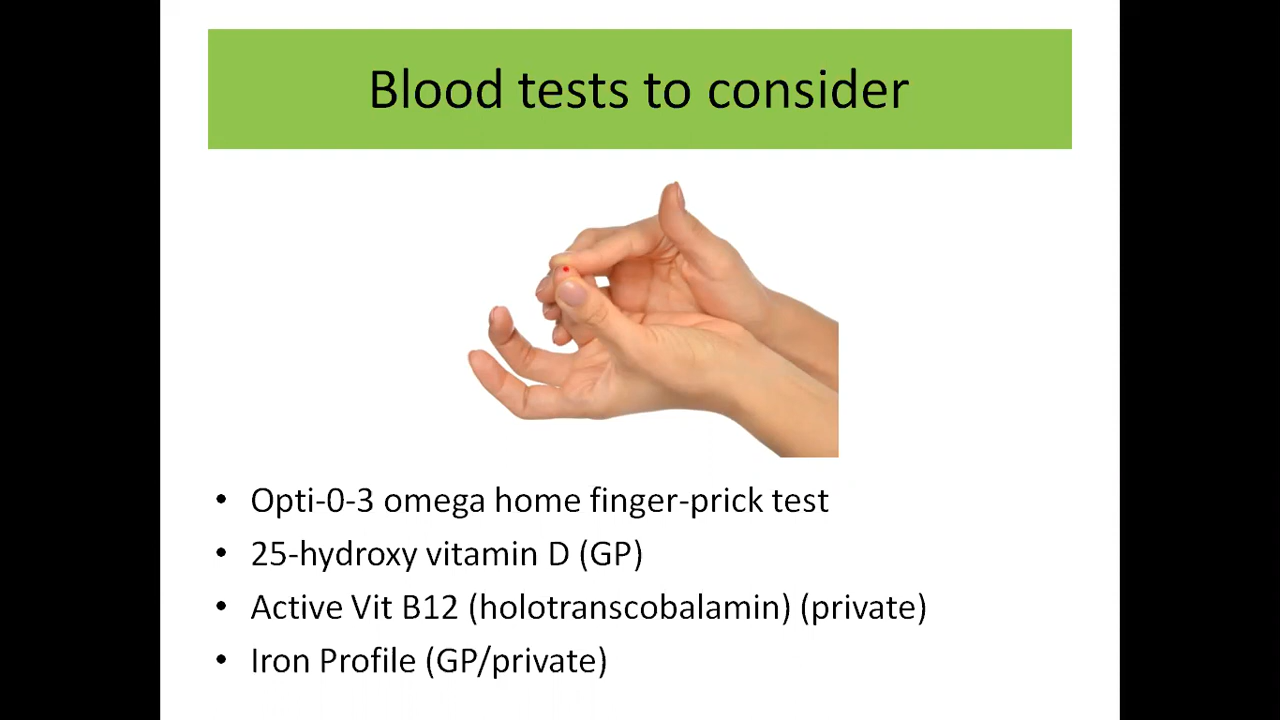 Blood tests to consider
• Opti-0-3 omega home finger-prick test
• 25-hydroxy vitamin D (GP)
• Active Vit B12 (holotranscobalamin) (private)
• Iron Profile (GP/private)